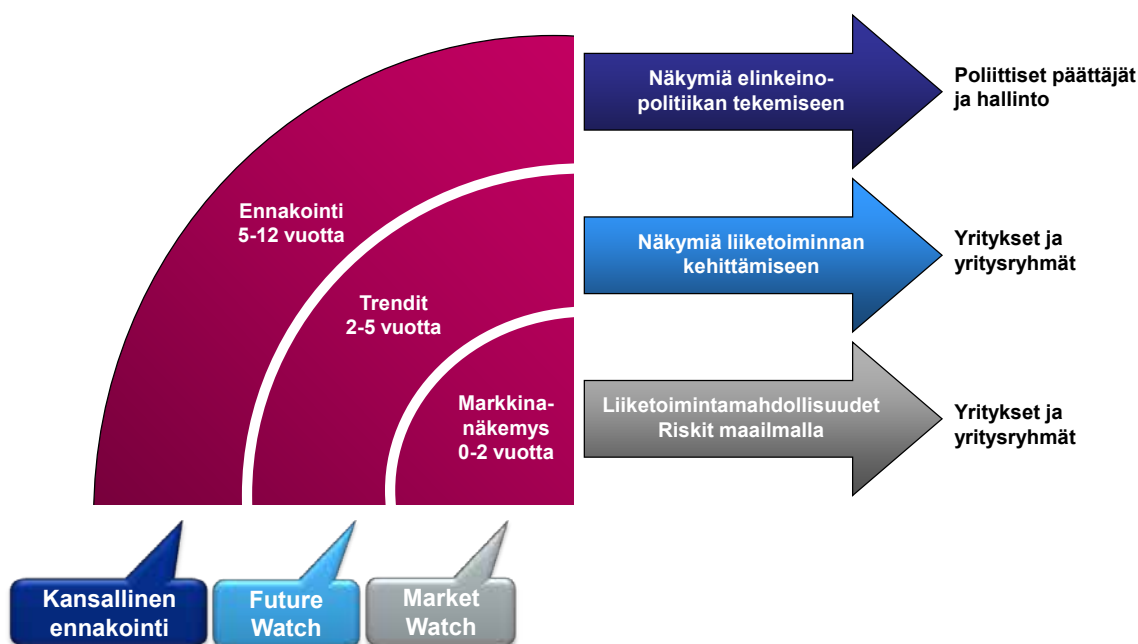 Ennakointi
5-12 vuotta
Trendit
2-5 vuotta
Markkina-
näkemys
0-2 vuotta
Näkymiä elinkeino-
politiikan tekemiseen
Poliittiset päättäjät
ja hallinto
Näkymiä liiketoiminnan
kehittämiseen
Yritykset ja
yritysryhmät
Liiketoimintamahdollisuudet
Riskit maailmalla
Yritykset ja
yritysryhmät
Kansallinen
ennakointi
Future
Watch
Market
Watch